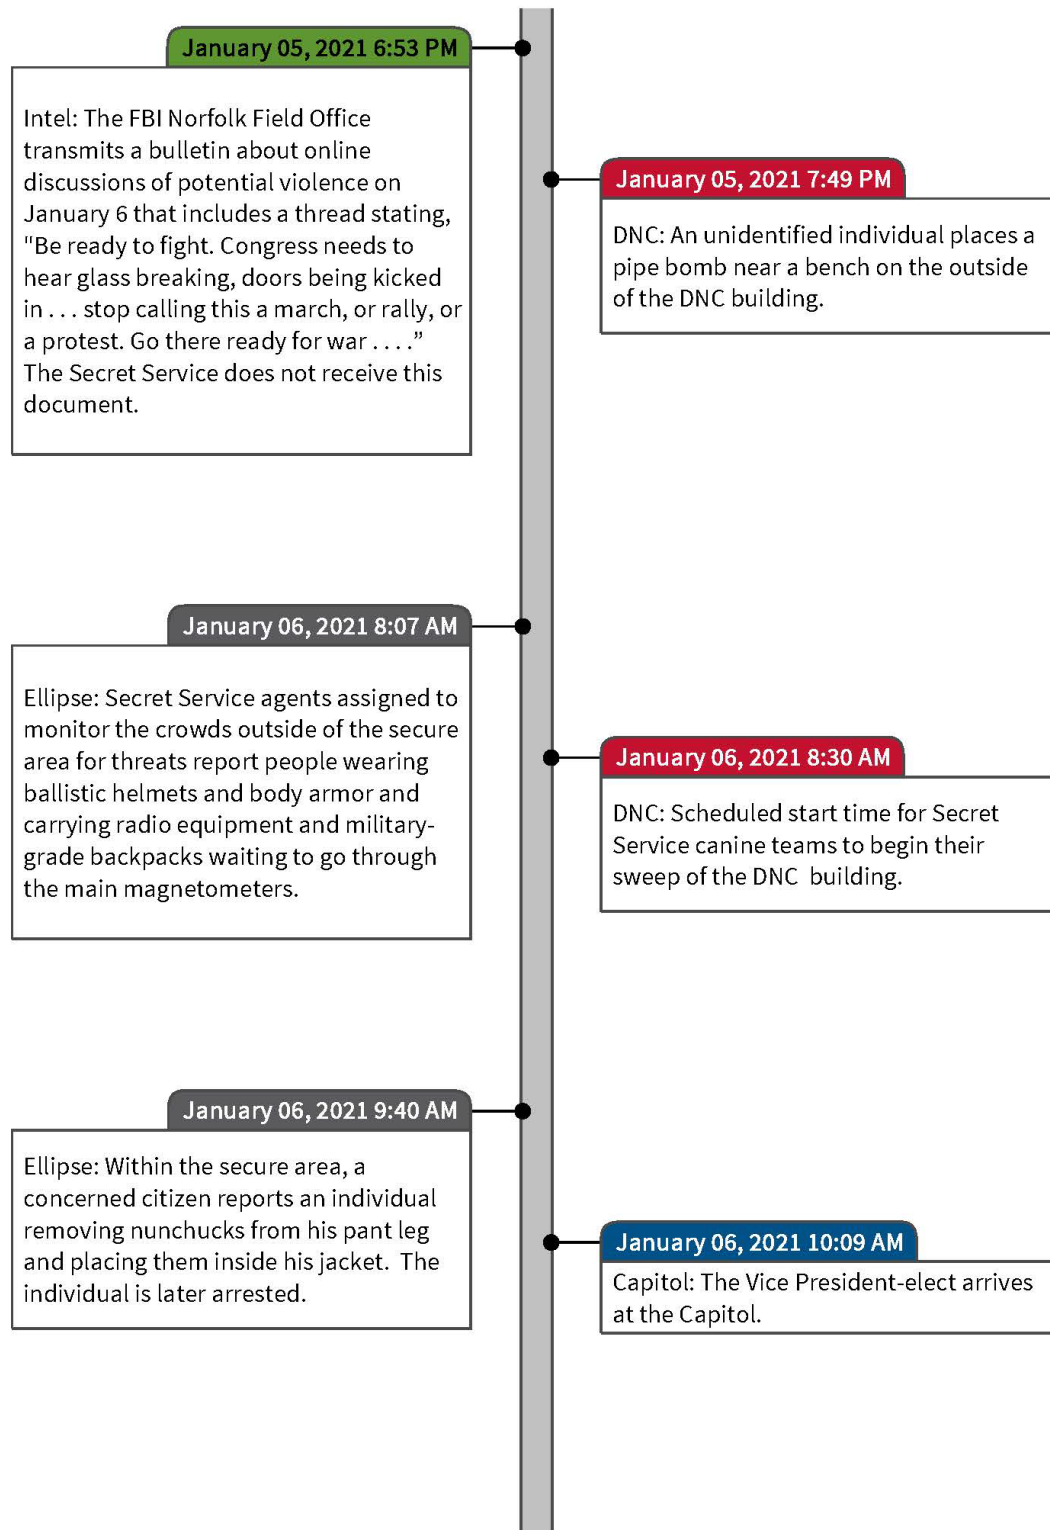 January 05, 2021 6:53 PM
Intel: The FBI Norfolk Field Office
transmits a bulletin about online
discussions of potential violence on
January 6 that includes a thread stating,
"Be ready to fight. Congress needs to
hear glass breaking, doors being kicked
in . . . stop calling this a march, or rally, or
a protest. Go there ready for war . . . .”
The Secret Service does not receive this
document.
January 05, 2021 7:49 PM
DNC: An unidentified individual places a
pipe bomb near a bench on the outside
of the DNC building.
January 06, 2021 8:07 AM
Ellipse: Secret Service agents assigned to
monitor the crowds outside of the secure
area for threats report people wearing
ballistic helmets and body armor and
carrying radio equipment and military-
grade backpacks waiting to go through
the main magnetometers.
January 06, 2021 8:30 AM
DNC: Scheduled start time for Secret
Service canine teams to begin their
sweep of the DNC  building.
January 06, 2021 9:40 AM
Ellipse: Within the secure area, a
concerned citizen reports an individual
removing nunchucks from his pant leg
and placing them inside his jacket.  The
individual is later arrested.
January 06, 2021 10:09 AM
Capitol: The Vice President-elect arrives
at the Capitol.